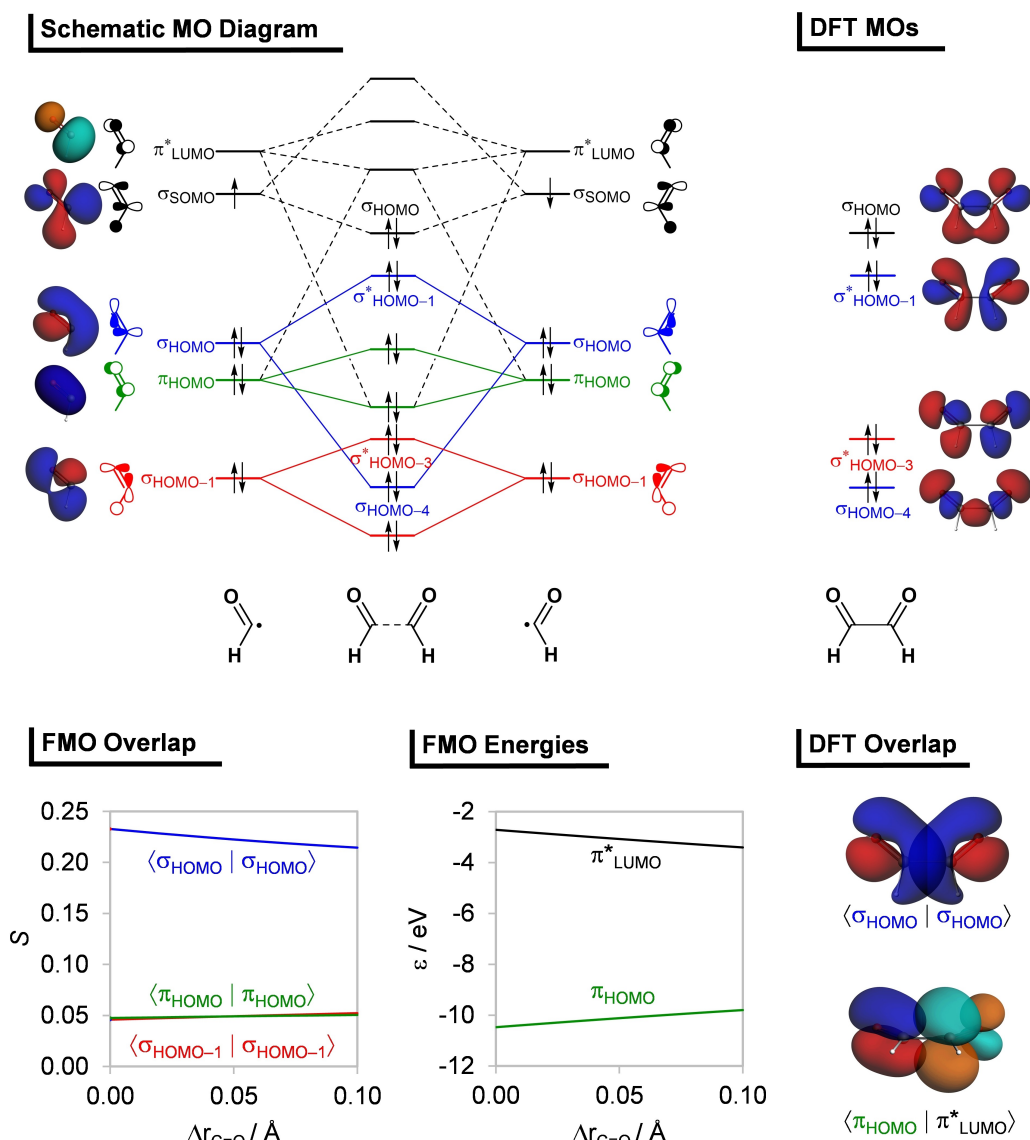 Schematic MO Diagram
DFT MOs
π*LUMO
π*LUMO
σSOMO
σSOMO
σHOMO
σHOMO
σ*HOMO–1
σ*HOMO–1
σHOMO
σHOMO
πHOMO
πHOMO
σ*HOMO–3
σ*HOMO–3
σHOMO–1
σHOMO–1
σHOMO–4
σHOMO–4
O O O O O O
H H H H H H
FMO Overlap
FMO Energies
DFT Overlap
S
0.25
0.20
0.15
0.10
0.05
0.00
⟨σHOMO | σHOMO⟩
⟨πHOMO | πHOMO⟩
⟨σHOMO–1 | σHOMO–1⟩
0.00 0.05 0.10
ΔrC=O / Å
ε / eV
-2
-4
-6
-8
-10
-12
π*LUMO
πHOMO
0.00 0.05 0.10
ΔrC=O / Å
⟨σHOMO | σHOMO⟩
⟨πHOMO | π*LUMO⟩